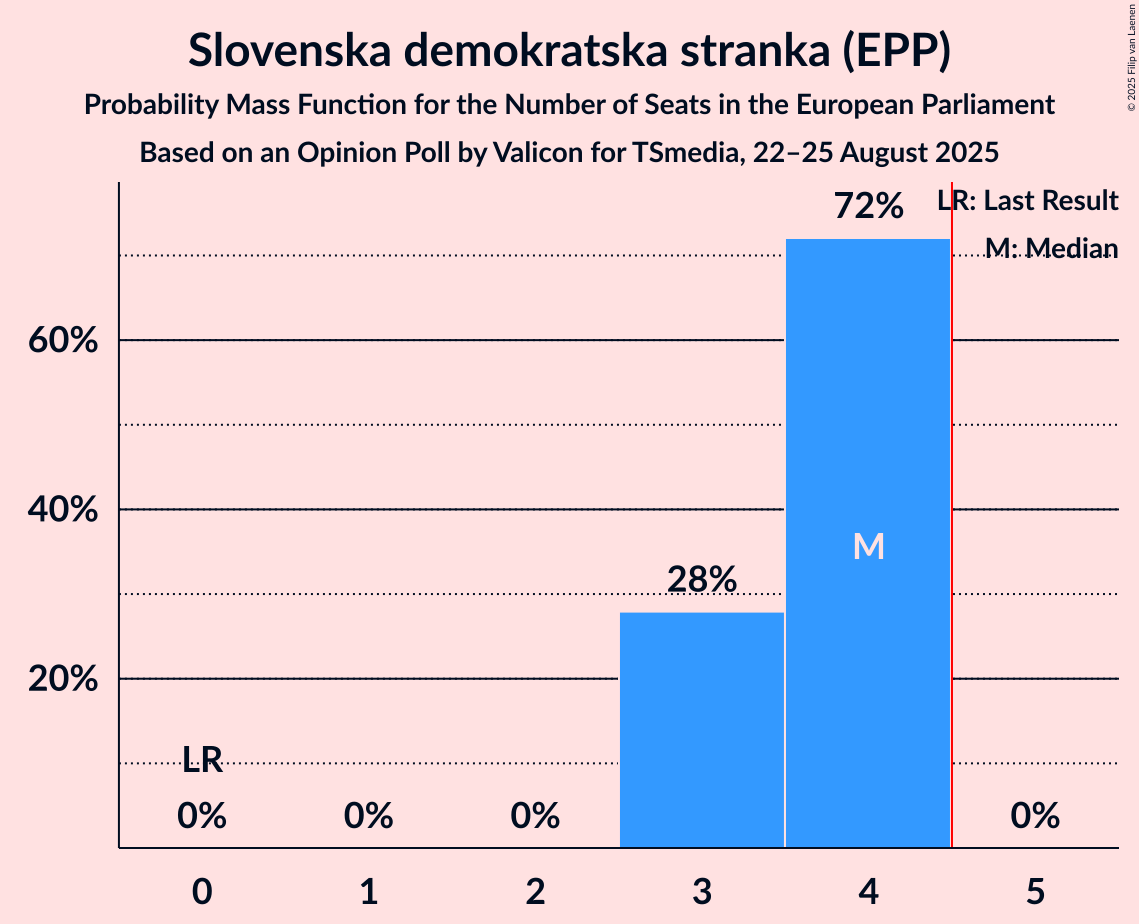 Slovenska demokratska stranka (EPP)
Probability Mass Function for the Number of Seats in the European Parliament
Based on an Opinion Poll by Valicon for TSmedia, 22–25 August 2025
© 2025 Filip van Laenen
LR: Last Result
M: Median
72%
60%
40%
M
28%
20%
LR
0% 0% 0% 0%
0 1 2 3 4 5